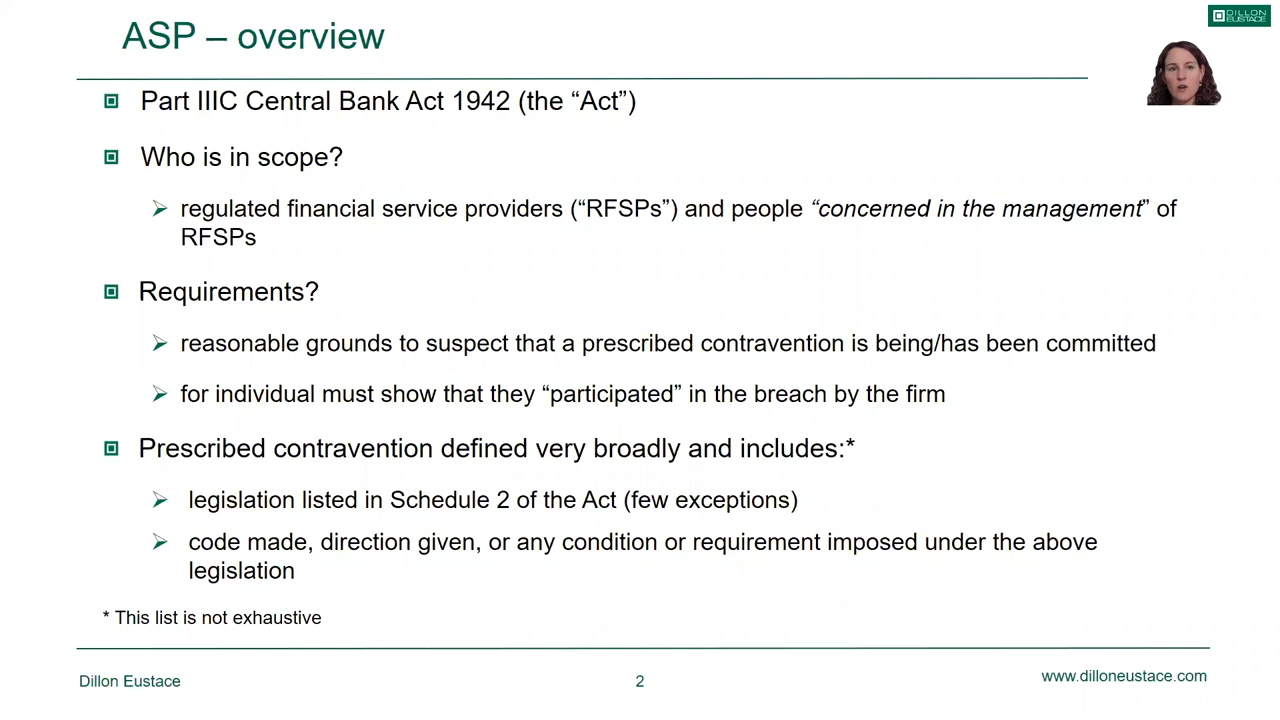 ASP – overview
DILLON
EUSTACE
Part IIIC Central Bank Act 1942 (the “Act”)
Who is in scope?
regulated financial service providers (“RFSPs”) and people “concerned in the management” of
RFSPs
Requirements?
reasonable grounds to suspect that a prescribed contravention is being/has been committed
for individual must show that they “participated” in the breach by the firm
Prescribed contravention defined very broadly and includes:*
legislation listed in Schedule 2 of the Act (few exceptions)
code made, direction given, or any condition or requirement imposed under the above
legislation
* This list is not exhaustive
Dillon Eustace
2
www.dilloneustace.com